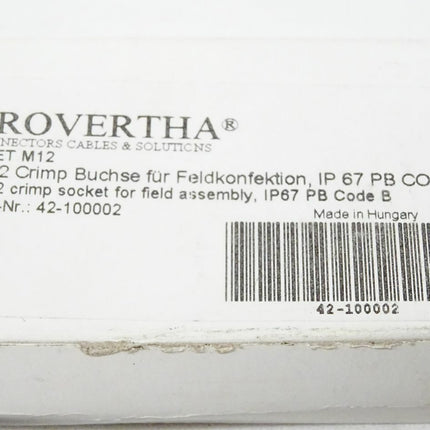 ROVERTHA®
NNECTORS CABLES & SOLUTIONS
ET M12
2 Crimp Buchse für Feldkonfektion, IP 67 PB CO
2 crimp socket for field assembly, IP67 PB Code B
-Nr.: 42-100002
Made in Hungary
42-100002